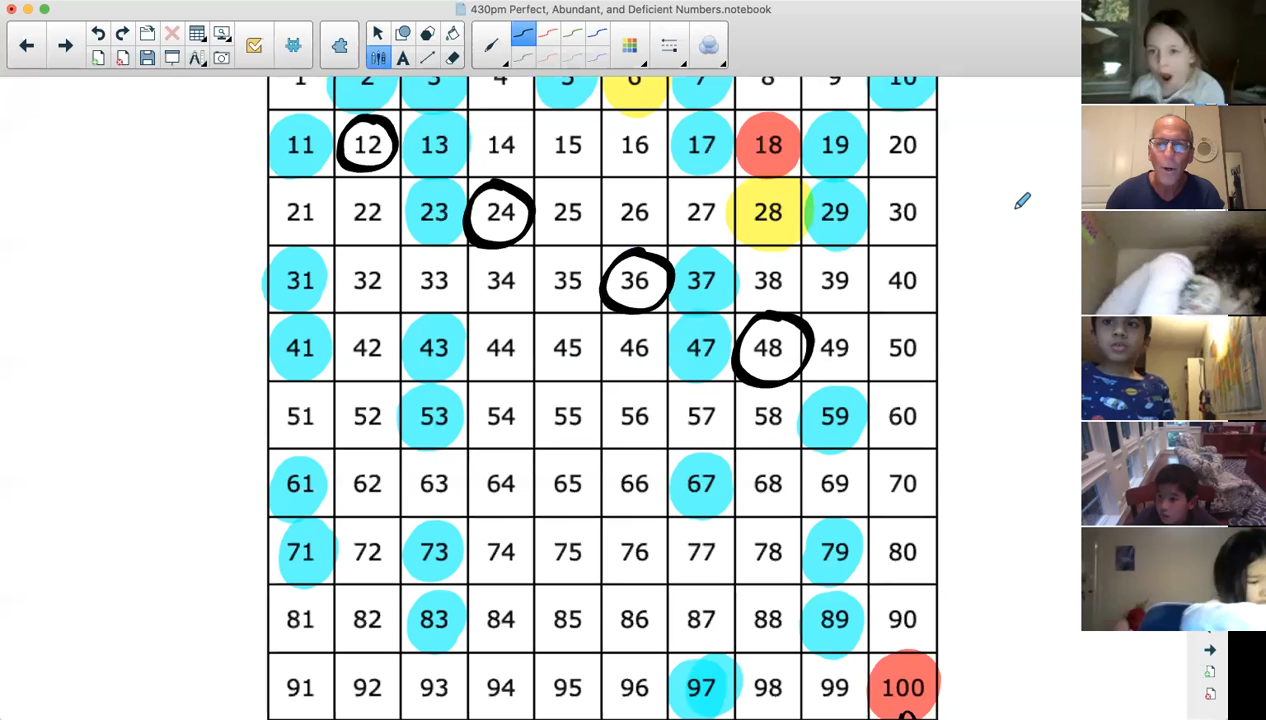 430pm Perfect, Abundant, and Deficient Numbers.notebook
A
1 2 3 4 5 6 7 8 9 10
11 12 13 14 15 16 17 18 19 20
21 22 23 24 25 26 27 28 29 30
31 32 33 34 35 36 37 38 39 40
41 42 43 44 45 46 47 48 49 50
51 52 53 54 55 56 57 58 59 60
61 62 63 64 65 66 67 68 69 70
71 72 73 74 75 76 77 78 79 80
81 82 83 84 85 86 87 88 89 90
91 92 93 94 95 96 97 98 99 100